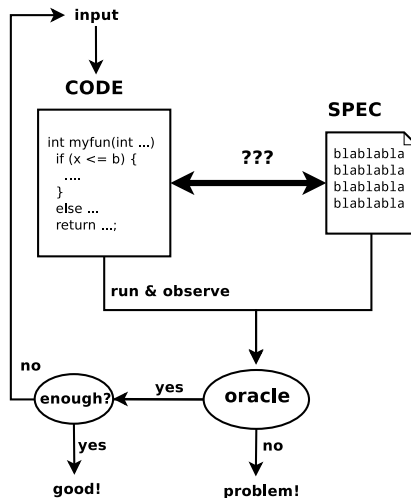 input
CODE
int myfun(int ...)
if (x <= b) {
....
}
else ...
return ...;
???
SPEC
blablabla
blablabla
blablabla
blablabla
run & observe
no
enough?
yes
oracle
yes
no
good!
problem!